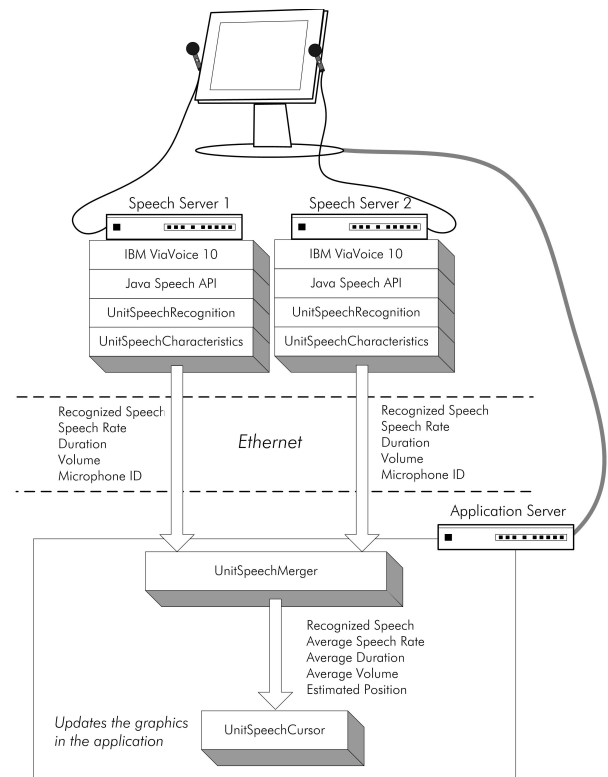 Speech Server 1
Speech Server 2
IBM ViaVoice 10
Java Speech API
UnitSpeechRecognition
UnitSpeechCharacteristics
IBM ViaVoice 10
Java Speech API
UnitSpeechRecognition
UnitSpeechCharacteristics
Recognized Speech
Speech Rate
Duration
Volume
Microphone ID
Ethernet
Recognized Speech
Speech Rate
Duration
Volume
Microphone ID
Application Server
UnitSpeechMerger
Recognized Speech
Average Speech Rate
Average Duration
Average Volume
Estimated Position
Updates the graphics
in the application
UnitSpeechCursor